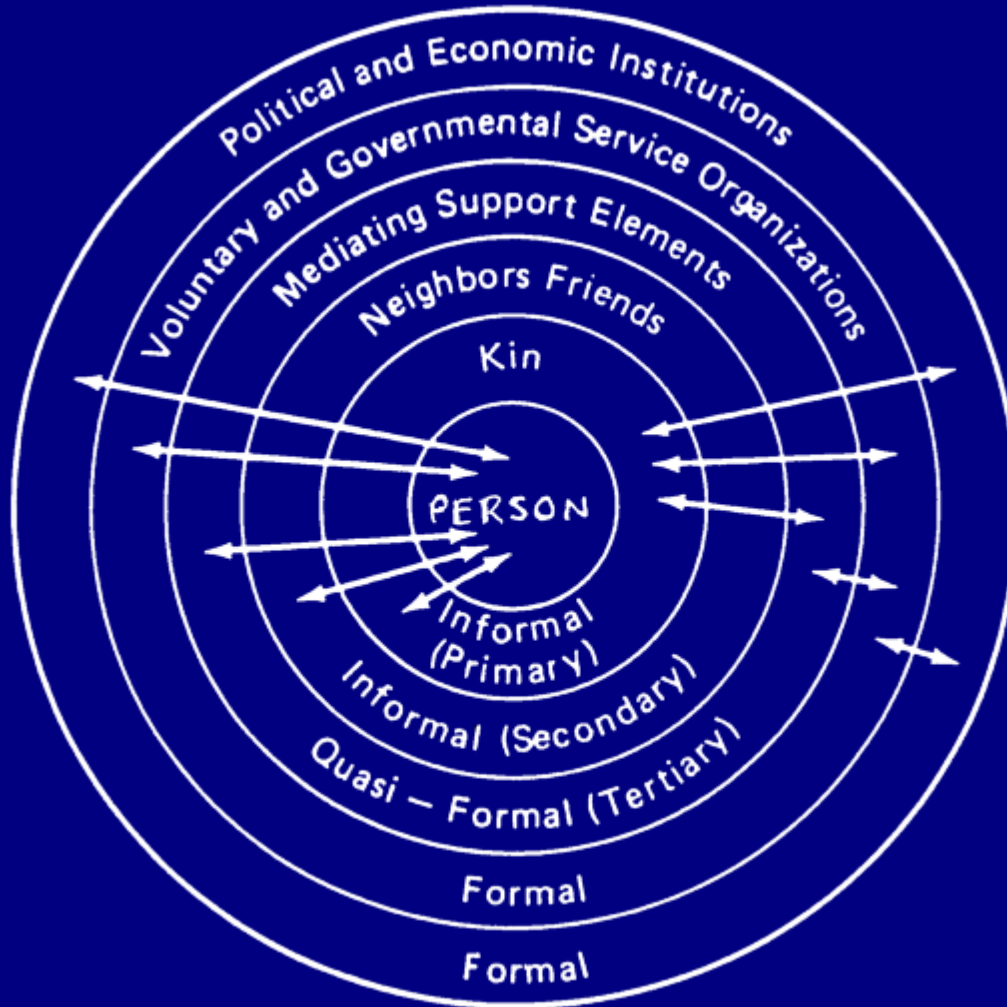 Political and Economic Institutions
Voluntary and Governmental Service Organizations
Mediating Support Elements
Neighbors Friends
Kin
PERSON
Informal
(Primary)
Informal (Secondary)
Quasi – Formal (Tertiary)
Formal
Formal